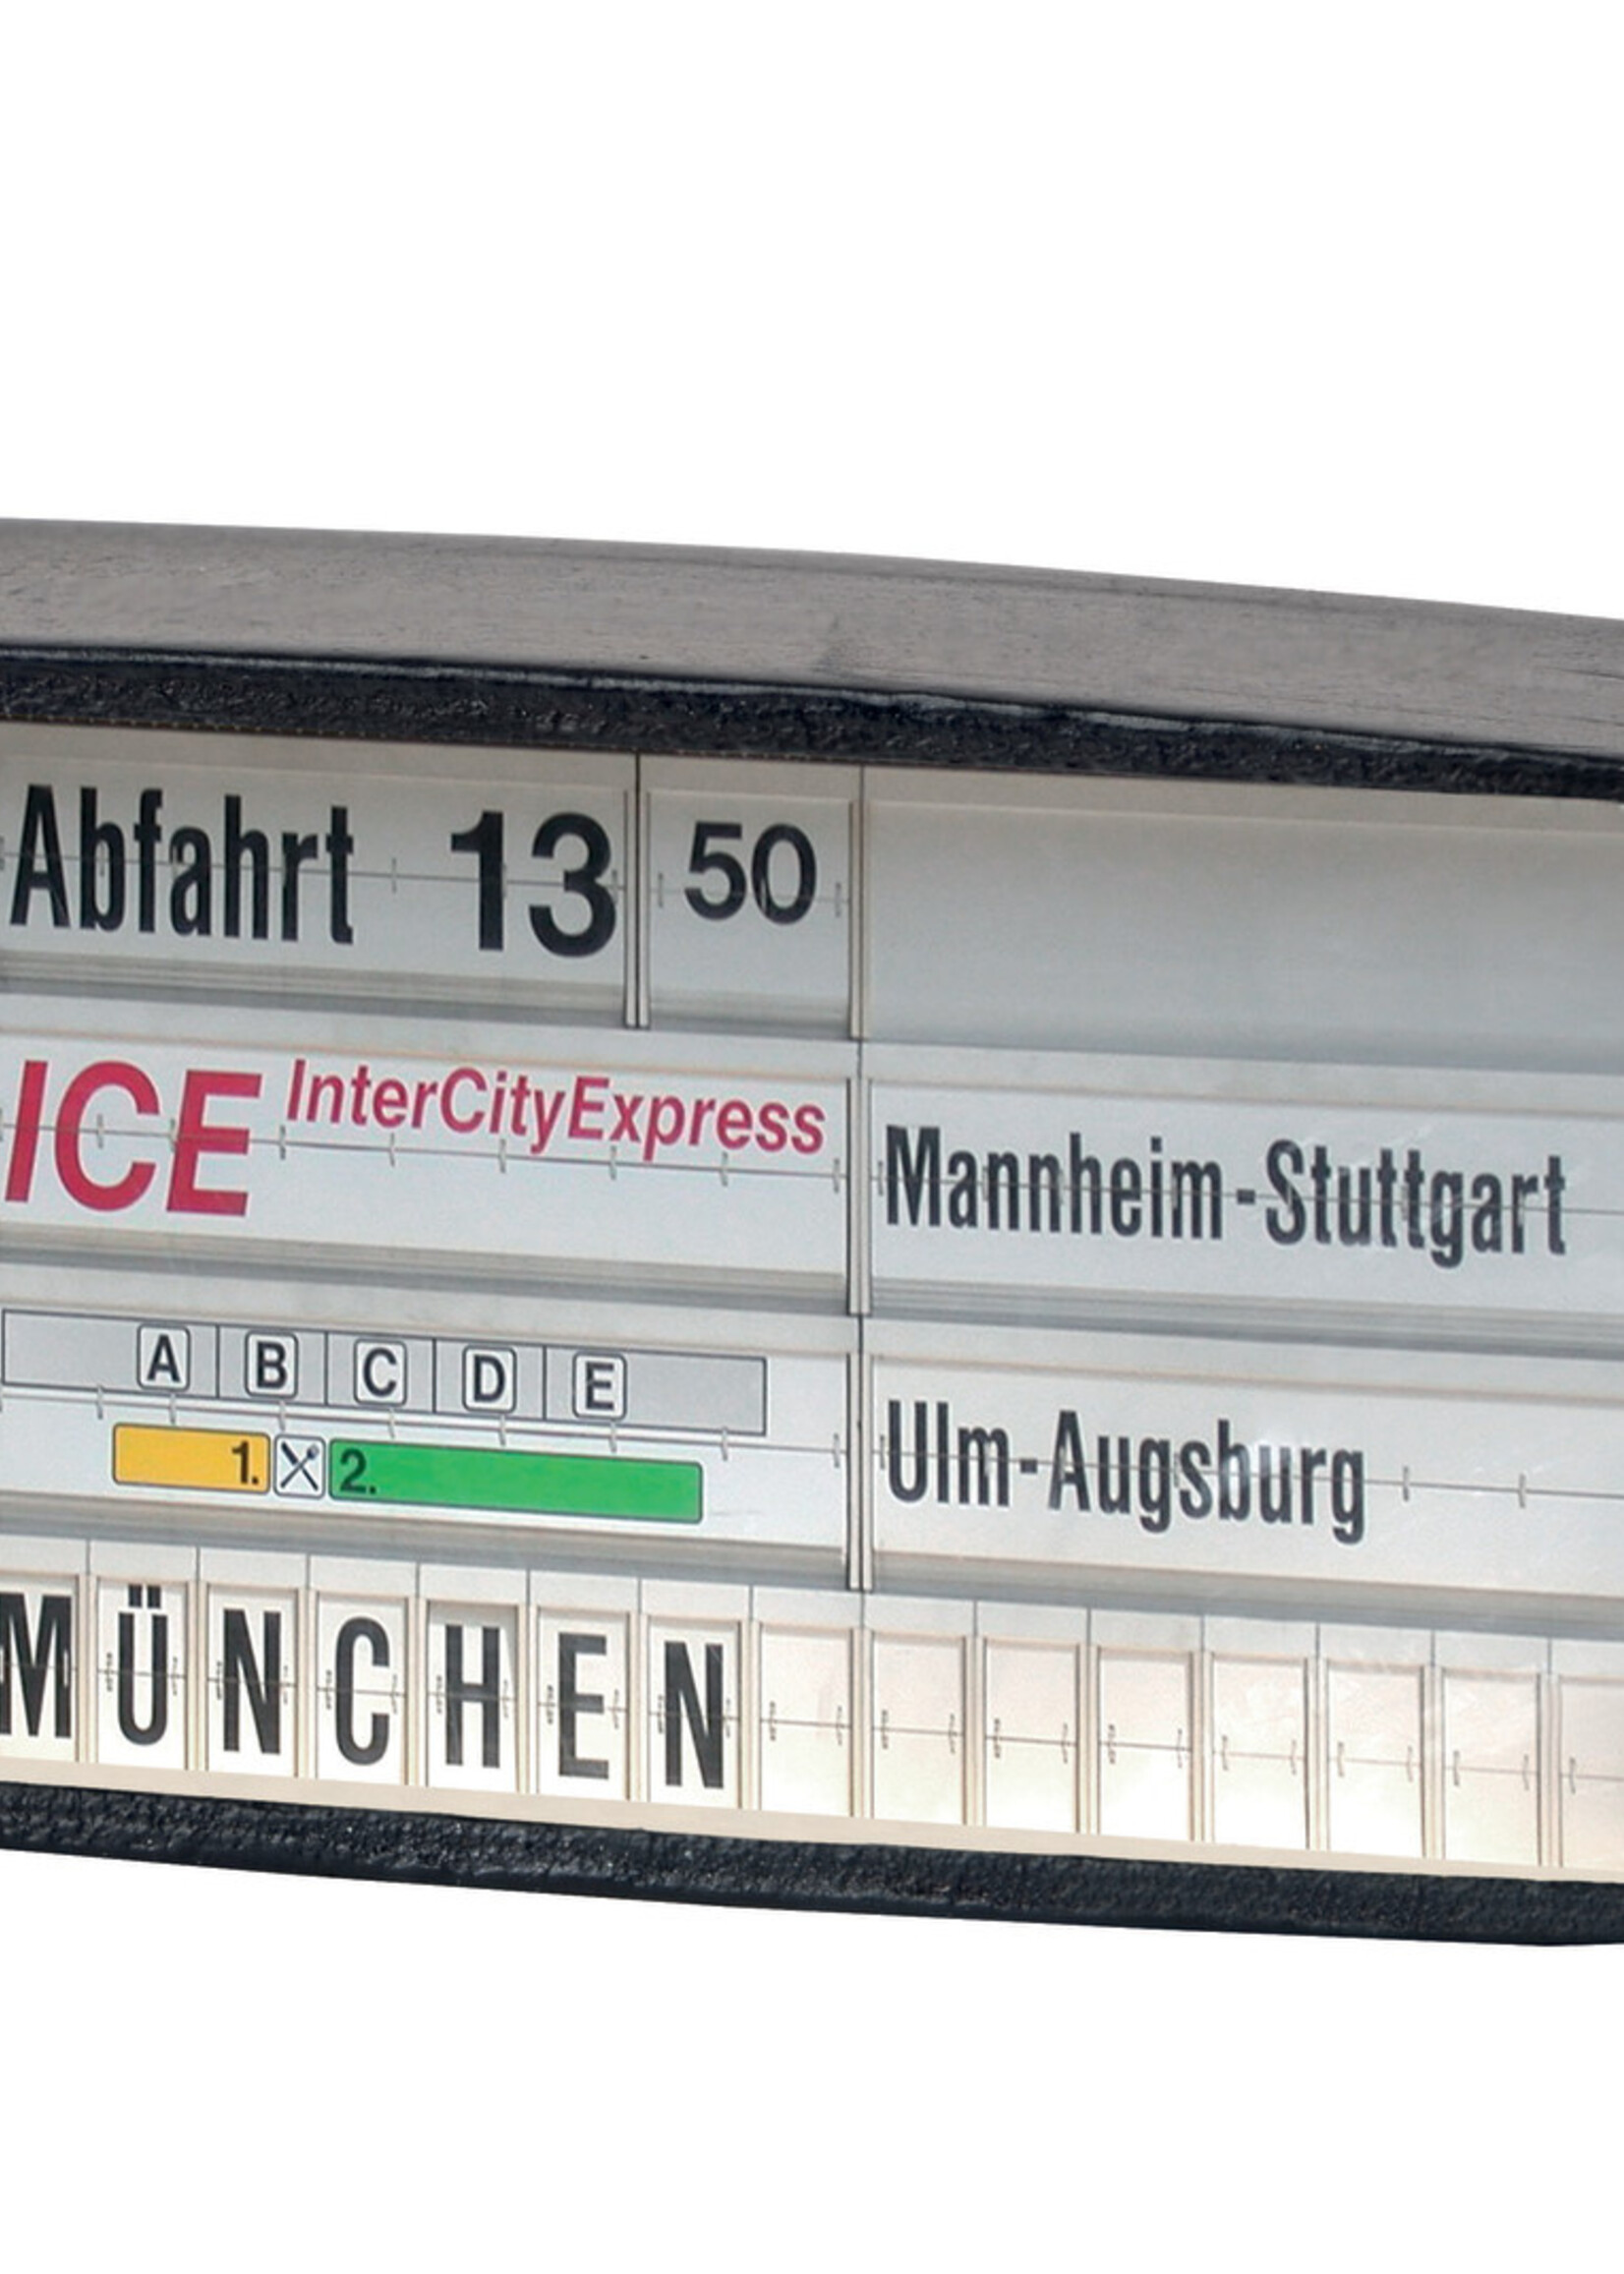 Abfahrt 13 50
ICE InterCityExpress
Mannheim-Stuttgart
A B C D E
1. 2.
Ulm-Augsburg
MÜNCHEN